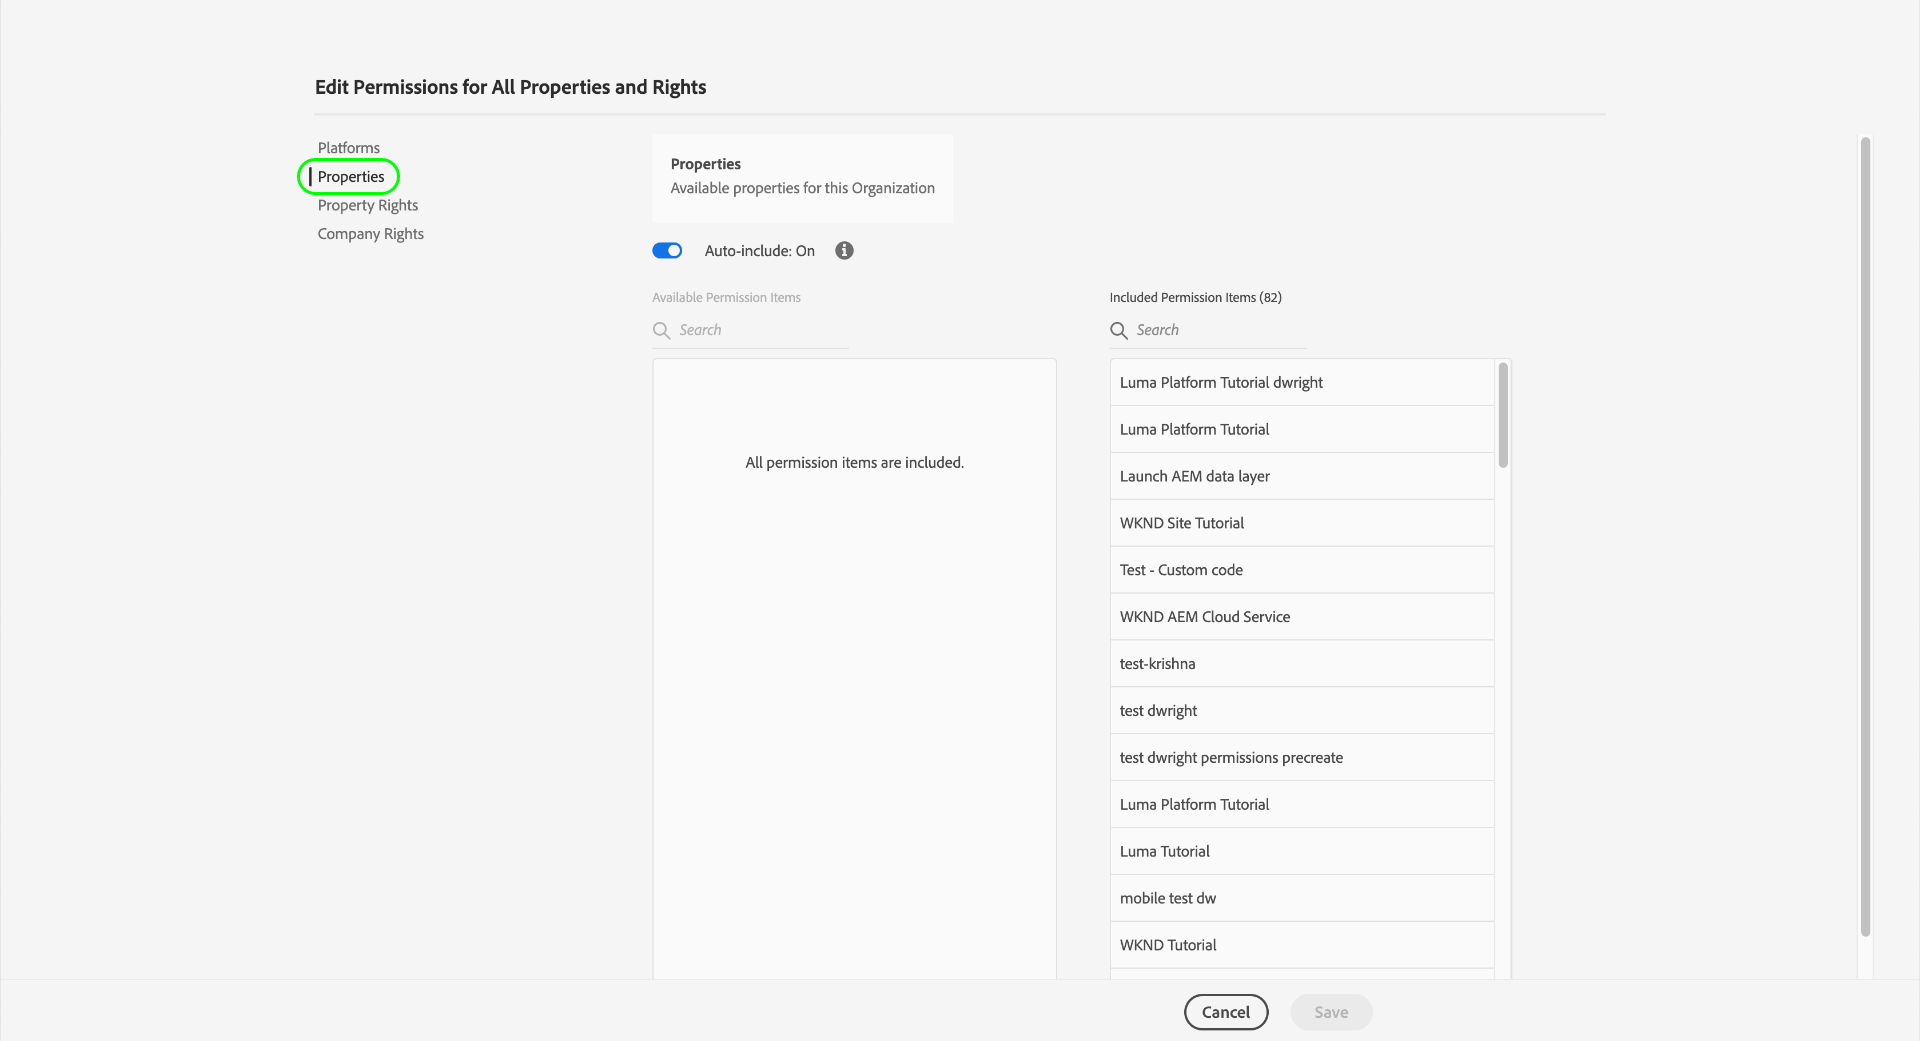 Edit Permissions for All Properties and Rights
Platforms
Properties
Property Rights
Company Rights
Properties
Available properties for this Organization
Auto-include: On
Available Permission Items
Search
All permission items are included.
Included Permission Items (82)
Search
Luma Platform Tutorial dwright
Luma Platform Tutorial
Launch AEM data layer
WKND Site Tutorial
Test - Custom code
WKND AEM Cloud Service
test-krishna
test dwright
test dwright permissions precreate
Luma Platform Tutorial
Luma Tutorial
mobile test dw
WKND Tutorial
Cancel
Save